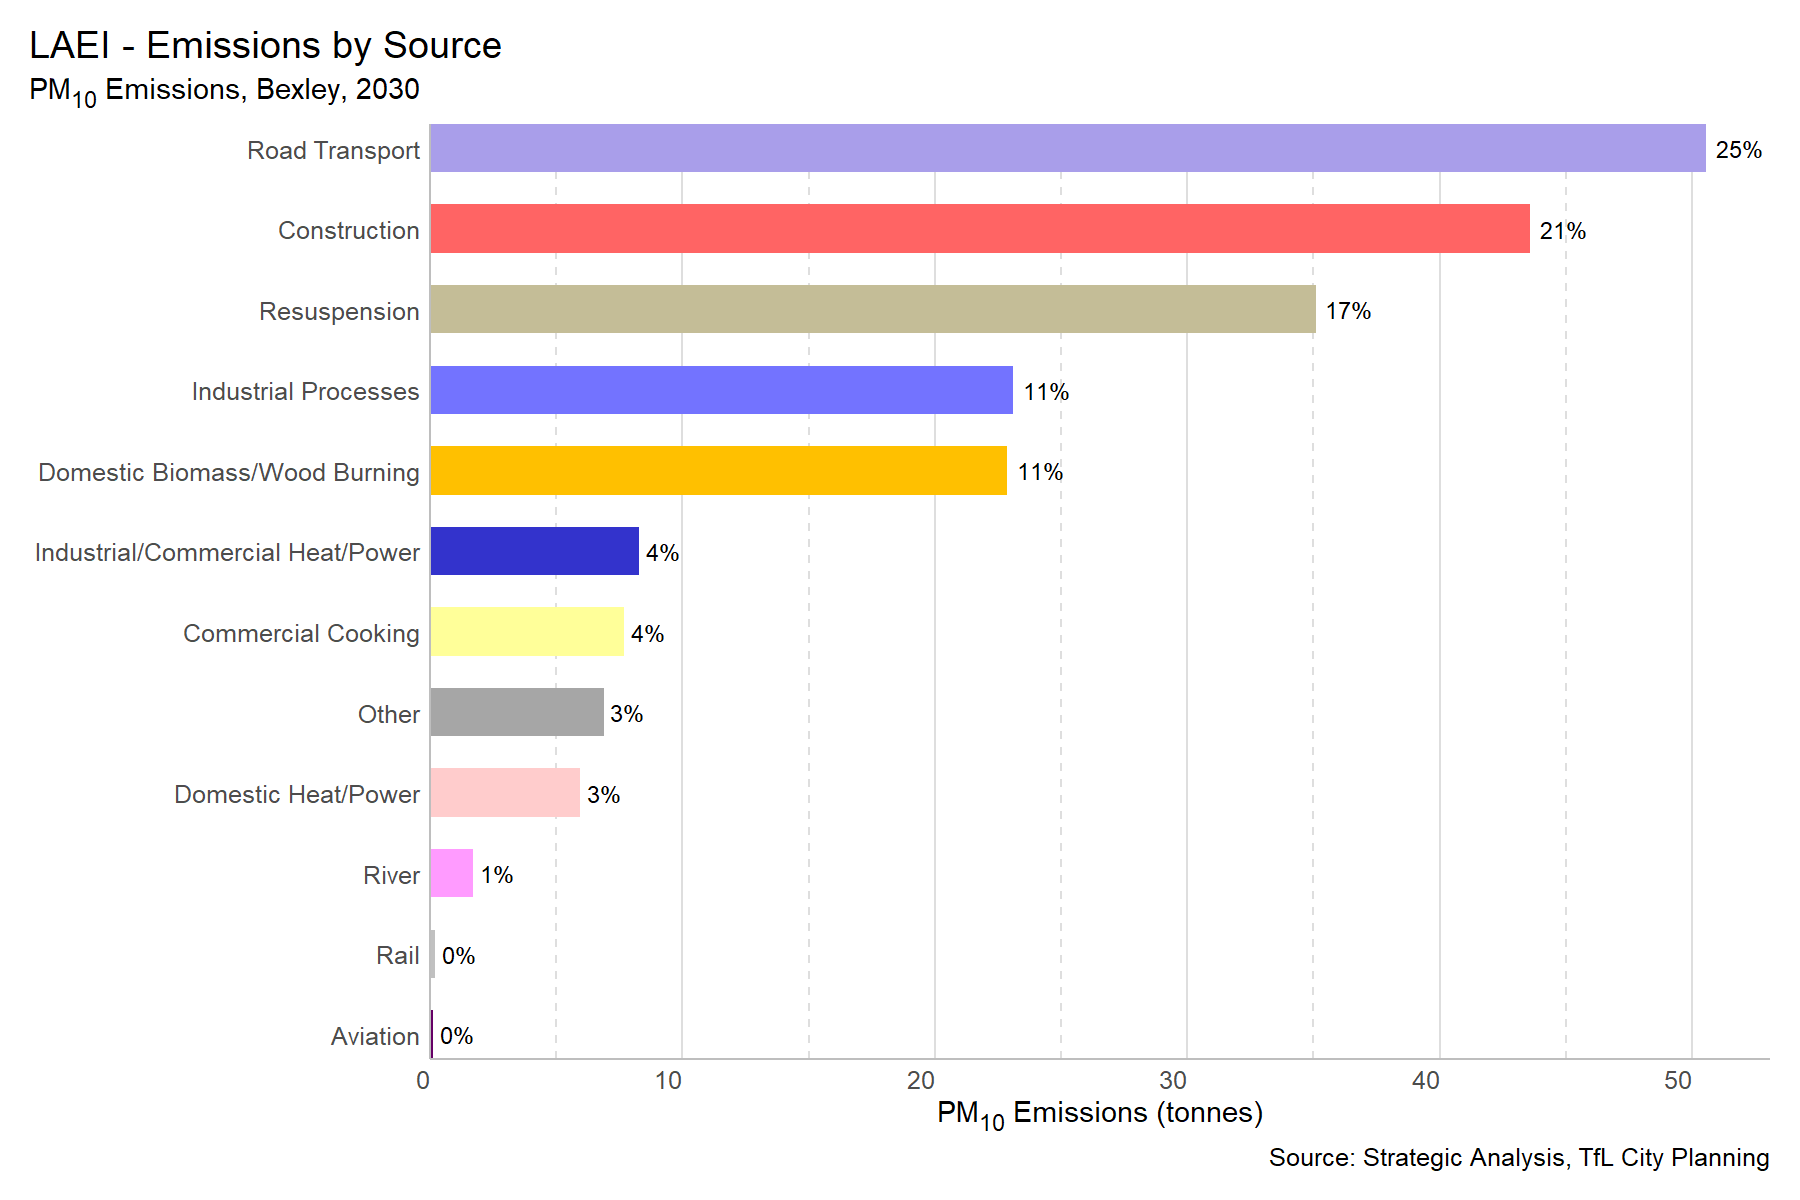 LAEI - Emissions by Source
PM10 Emissions, Bexley, 2030
Road Transport 25%
Construction 21%
Resuspension 17%
Industrial Processes 11%
Domestic Biomass/Wood Burning 11%
Industrial/Commercial Heat/Power 4%
Commercial Cooking 4%
Other 3%
Domestic Heat/Power 3%
River 1%
Rail 0%
Aviation 0%
0 10 20 30 40 50
PM10 Emissions (tonnes)
Source: Strategic Analysis, TfL City Planning